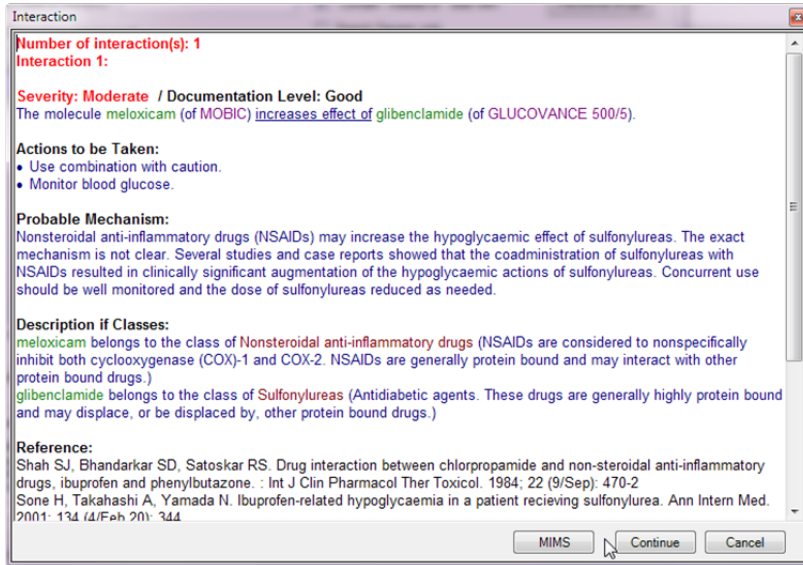 Interaction
Number of interaction(s): 1
Interaction 1:
Severity: Moderate / Documentation Level: Good
The molecule meloxicam (of MOBIC) increases effect of glibenclamide (of GLUCOVANCE 500/5).
Actions to be Taken:
• Use combination with caution.
• Monitor blood glucose.
Probable Mechanism:
Nonsteroidal anti-inflammatory drugs (NSAIDs) may increase the hypoglycaemic effect of sulfonylureas. The exact
mechanism is not clear. Several studies and case reports showed that the coadministration of sulfonylureas with
NSAIDs resulted in clinically significant augmentation of the hypoglycaemic actions of sulfonylureas. Concurrent use
should be well monitored and the dose of sulfonylureas reduced as needed.
Description if Classes:
meloxicam belongs to the class of Nonsteroidal anti-inflammatory drugs (NSAIDs are considered to nonspecifically
inhibit both cyclooxygenase (COX)-1 and COX-2. NSAIDs are generally protein bound and may interact with other
protein bound drugs.)
glibenclamide belongs to the class of Sulfonylureas (Antidiabetic agents. These drugs are generally highly protein bound
and may displace, or be displaced by, other protein bound drugs.)
Reference:
Shah SJ, Bhandarkar SD, Satoskar RS. Drug interaction between chlorpropamide and non-steroidal anti-inflammatory
drugs, ibuprofen and phenylbutazone. : Int J Clin Pharmacol Ther Toxicol. 1984; 22 (9/Sep): 470-2
Sone H, Takahashi A, Yamada N. Ibuprofen-related hypoglycaemia in a patient recieving sulfonylurea. Ann Intern Med.
2001; 134 (4/Feb 20): 344
MIMS Continue Cancel